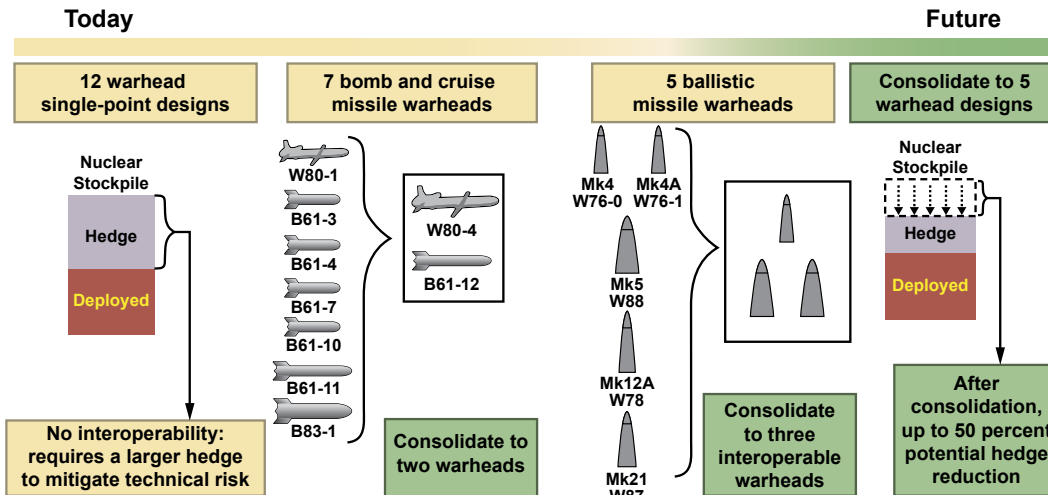 Today
Future
12 warhead
single-point designs
7 bomb and cruise
missile warheads
5 ballistic
missile warheads
Consolidate to 5
warhead designs
Nuclear
Stockpile
Hedge
Deployed
No interoperability:
requires a larger hedge
to mitigate technical risk
W80-1
B61-3
B61-4
B61-7
B61-10
B61-11
B83-1
W80-4
B61-12
Consolidate to
two warheads
Mk4
W76-0
Mk4A
W76-1
Mk5
W88
Mk12A
W78
Mk21
W87
Consolidate
to three
interoperable
warheads
Nuclear
Stockpile
Hedge
Deployed
After
consolidation,
up to 50 percent
potential hedge
reduction